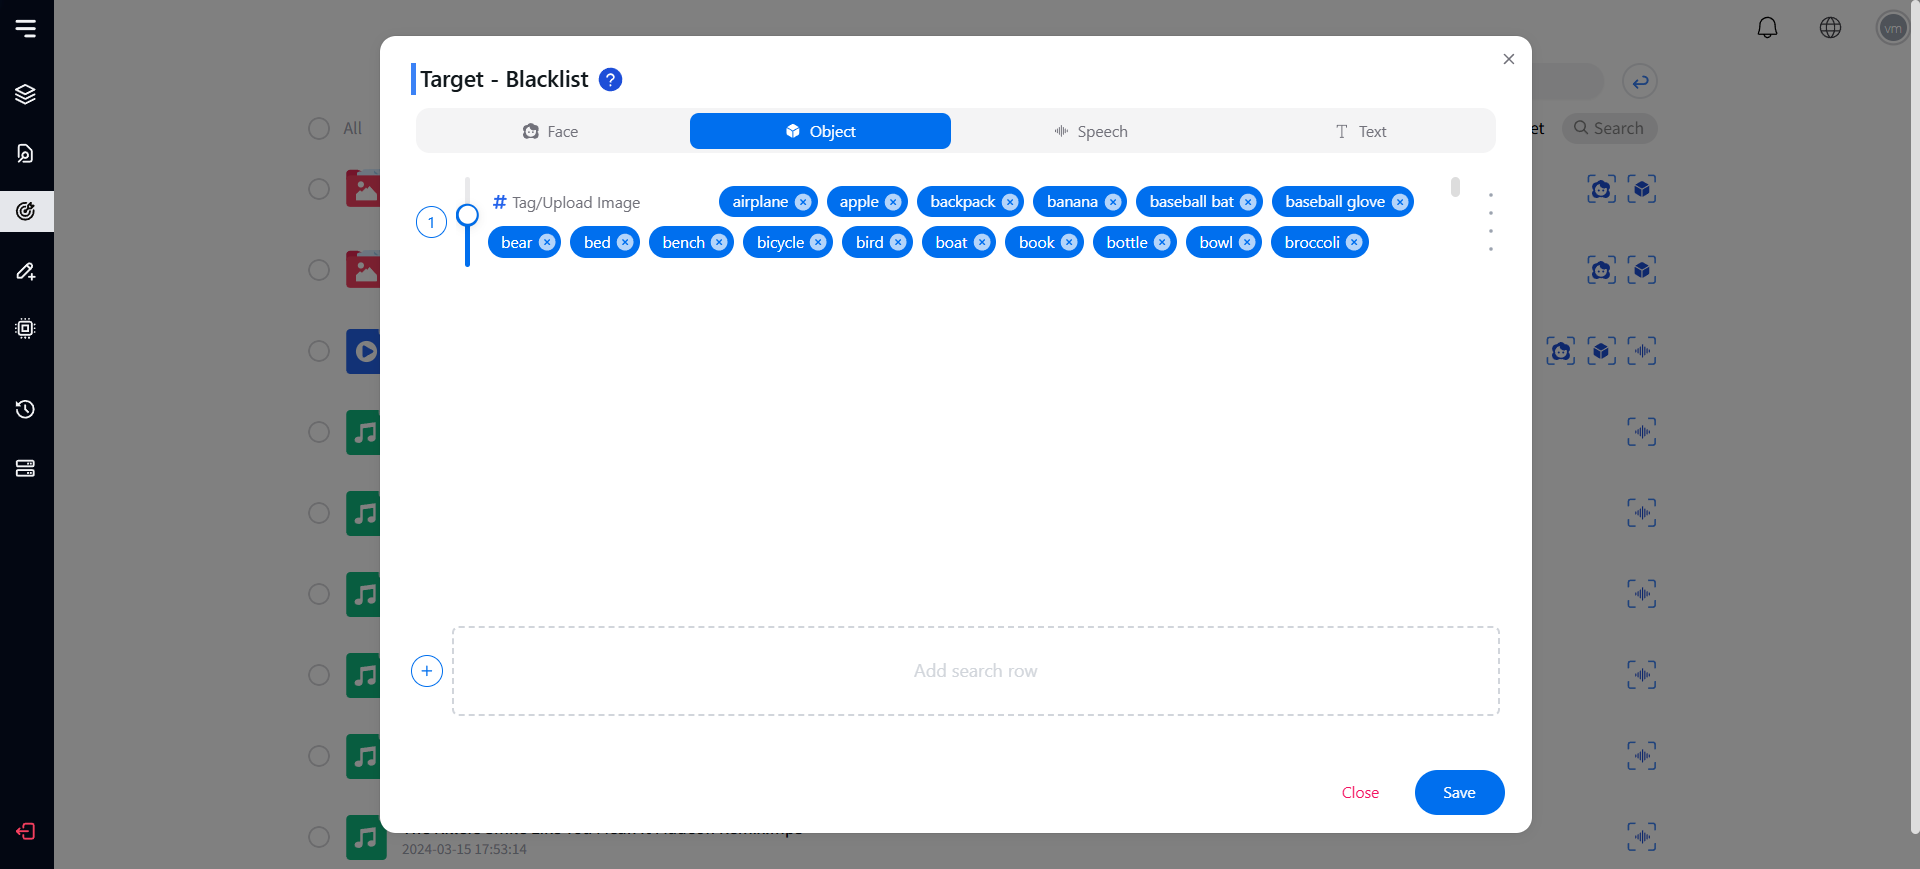 vm
Target - Blacklist ?
All
Face Object Speech Text
et Search
1
# Tag/Upload Image airplane apple backpack banana baseball bat baseball glove
bear bed bench bicycle bird boat book bottle bowl broccoli
+ Add search row
Close Save
2024-03-15 17:53:14